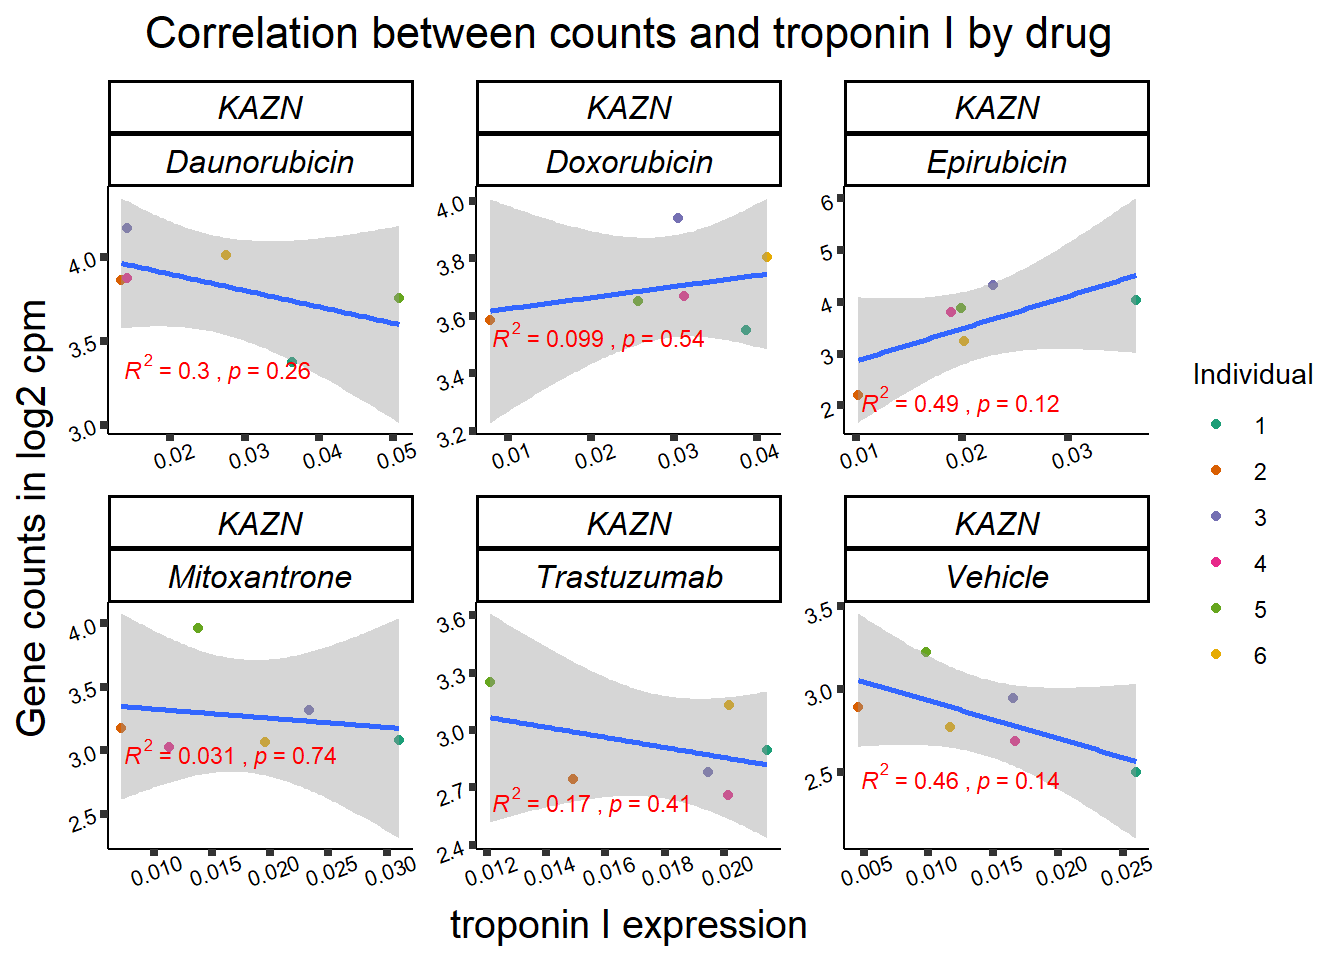 Correlation between counts and troponin I by drug
KAZN
KAZN
KAZN
Daunorubicin
Doxorubicin
Epirubicin
4.0
3.5
3.0
R² = 0.3 , p = 0.26
0.02
0.03
0.04
0.05
4.0
3.8
3.6
3.4
3.2
R² = 0.099 , p = 0.54
0.01
0.02
0.03
0.04
6
5
4
3
2
R² = 0.49 , p = 0.12
0.01
0.02
0.03
KAZN
KAZN
KAZN
Mitoxantrone
Trastuzumab
Vehicle
4.0
3.5
3.0
2.5
R² = 0.031 , p = 0.74
0.010
0.015
0.020
0.025
0.030
3.6
3.3
3.0
2.7
2.4
R² = 0.17 , p = 0.41
0.012
0.014
0.016
0.018
0.020
3.5
3.0
2.5
R² = 0.46 , p = 0.14
0.005
0.010
0.015
0.020
0.025
Gene counts in log2 cpm
troponin I expression
Individual
1
2
3
4
5
6